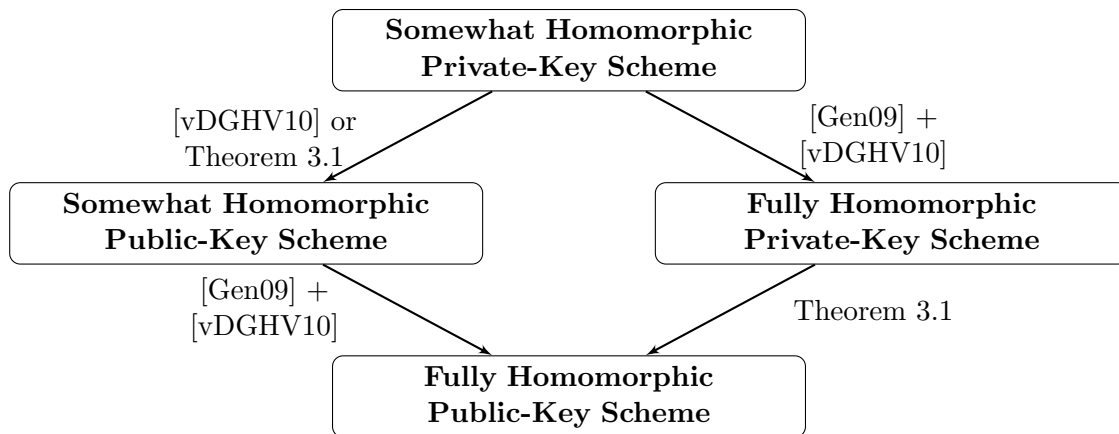 Somewhat Homomorphic
Private-Key Scheme
[vDGHV10] or
Theorem 3.1
[Gen09] +
[vDGHV10]
Somewhat Homomorphic
Public-Key Scheme
Fully Homomorphic
Private-Key Scheme
[Gen09] +
[vDGHV10]
Theorem 3.1
Fully Homomorphic
Public-Key Scheme